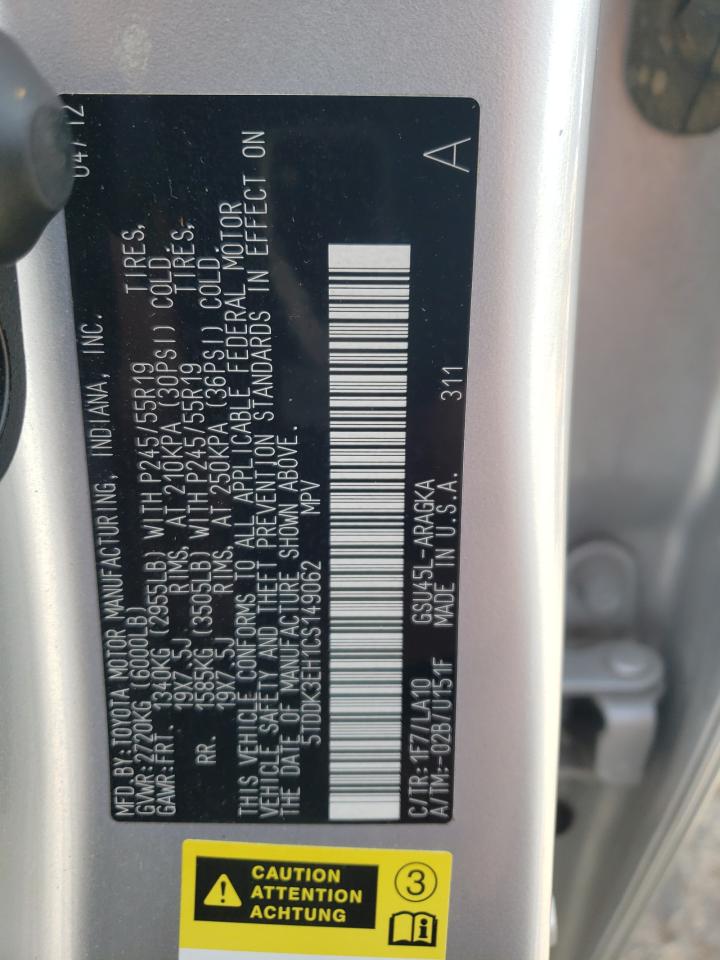 MFD.BY:TOYOTA MOTOR MANUFACTURING, INDIANA, INC. 04/12
GVWR:2720KG (6000LB)
GAWR:FRT 1340KG (2955LB) WITH P245/55R19 TIRES,
19X7.5J RIMS, AT 210KPA (30PSI) COLD.
RR. 1585KG (3505LB) WITH P245/55R19 TIRES,
19X7.5J RIMS, AT 250KPA (36PSI) COLD.
THIS VEHICLE CONFORMS TO ALL APPLICABLE FEDERAL MOTOR
VEHICLE SAFETY AND THEFT PREVENTION STANDARDS IN EFFECT ON
THE DATE OF MANUFACTURE SHOWN ABOVE.
5TDDK3EH1CS149062 MPV
C/TR:1F7/LA10 GSU45L-ARAGKA 311 A
A/TM:-02B/U151F MADE IN U.S.A.
CAUTION
ATTENTION
ACHTUNG
3